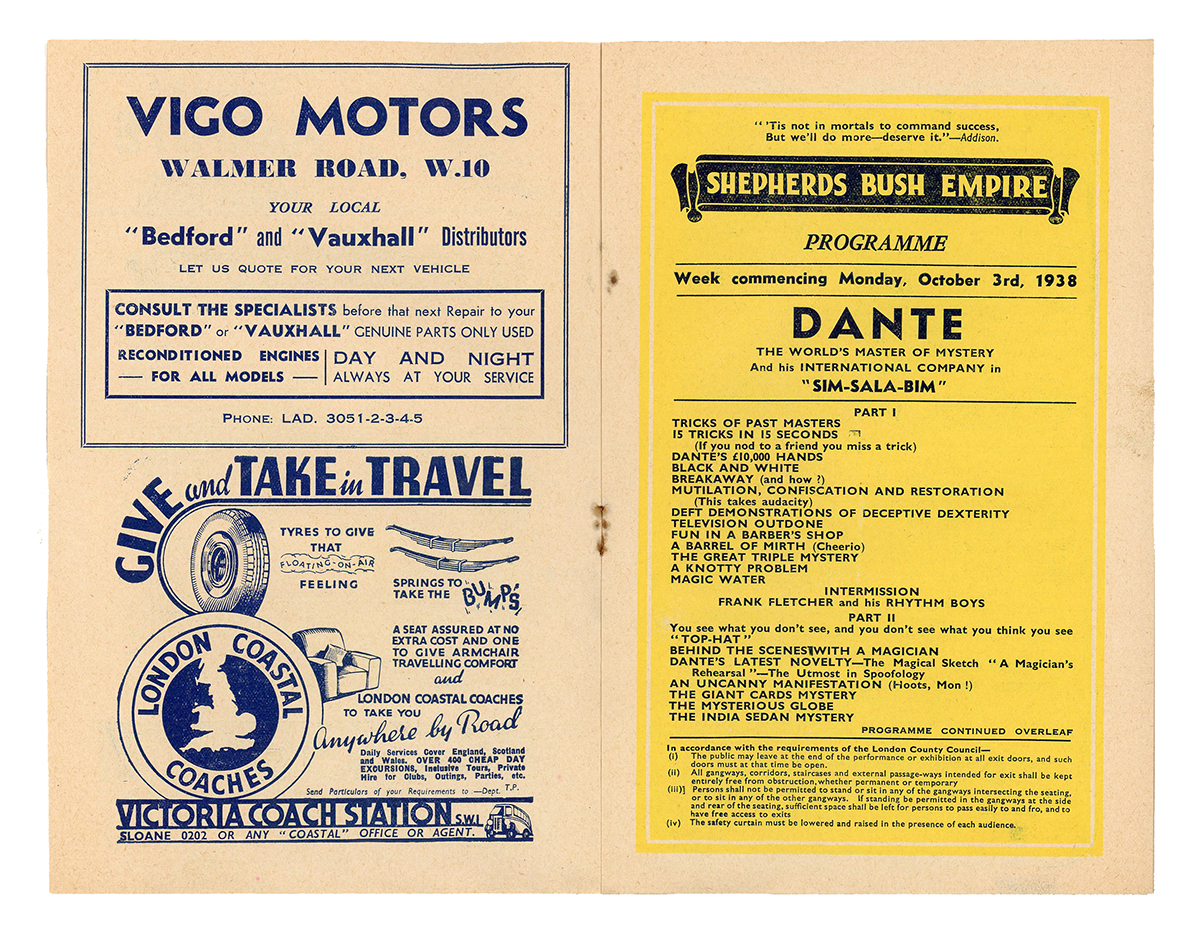 VIGO MOTORS
WALMER ROAD, W.10
YOUR LOCAL
"Bedford" and "Vauxhall" Distributors
LET US QUOTE FOR YOUR NEXT VEHICLE
CONSULT THE SPECIALISTS before that next Repair to your
"BEDFORD" or "VAUXHALL" GENUINE PARTS ONLY USED
RECONDITIONED ENGINES
— FOR ALL MODELS —
DAY AND NIGHT
ALWAYS AT YOUR SERVICE
PHONE: LAD. 3051-2-3-4-5
GIVE and TAKE in TRAVEL
TYRES TO GIVE
THAT
FLOATING-ON-AIR
FEELING
SPRINGS TO
TAKE THE BUMPS,
A SEAT ASSURED AT NO
EXTRA COST AND ONE
TO GIVE ARMCHAIR
TRAVELLING COMFORT
and
LONDON COASTAL COACHES
TO TAKE YOU
Anywhere by Road
LONDON COASTAL
COACHES
Daily Services Cover England, Scotland
and Wales. OVER 400 CHEAP DAY
EXCURSIONS, Inclusive Tours, Private
Hire for Clubs, Outings, Parties, etc.
Send Particulars of your Requirements to —Dept. T.P.
VICTORIA COACH STATION S.W.1.
SLOANE 0202 OR ANY "COASTAL" OFFICE OR AGENT.
"'Tis not in mortals to command success,
But we'll do more—deserve it."—Addison.
SHEPHERDS BUSH EMPIRE
PROGRAMME
Week commencing Monday, October 3rd, 1938
DANTE
THE WORLD'S MASTER OF MYSTERY
And his INTERNATIONAL COMPANY in
"SIM-SALA-BIM"
PART I
TRICKS OF PAST MASTERS
15 TRICKS IN 15 SECONDS
(If you nod to a friend you miss a trick)
DANTE'S £10,000 HANDS
BLACK AND WHITE
BREAKAWAY (and how ?)
MUTILATION, CONFISCATION AND RESTORATION
(This takes audacity)
DEFT DEMONSTRATIONS OF DECEPTIVE DEXTERITY
TELEVISION OUTDONE
FUN IN A BARBER'S SHOP
A BARREL OF MIRTH (Cheerio)
THE GREAT TRIPLE MYSTERY
A KNOTTY PROBLEM
MAGIC WATER
INTERMISSION
FRANK FLETCHER and his RHYTHM BOYS
PART II
You see what you don't see, and you don't see what you think you see
"TOP-HAT"
BEHIND THE SCENES WITH A MAGICIAN
DANTE'S LATEST NOVELTY—The Magical Sketch "A Magician's
Rehearsal"—The Utmost in Spoofology
AN UNCANNY MANIFESTATION (Hoots, Mon !)
THE GIANT CARDS MYSTERY
THE MYSTERIOUS GLOBE
THE INDIA SEDAN MYSTERY
PROGRAMME CONTINUED OVERLEAF
In accordance with the requirements of the London County Council—
(i) The public may leave at the end of the performance or exhibition at all exit doors, and such
doors must at that time be open.
(ii) All gangways, corridors, staircases and external passage-ways intended for exit shall be kept
entirely free from obstruction, whether permanent or temporary
(iii)] Persons shall not be permitted to stand or sit in any of the gangways intersecting the seating,
or to sit in any of the other gangways. If standing be permitted in the gangways at the side
and rear of the seating, sufficient space shall be left for persons to pass easily to and fro, and to
have free access to exits
(iv) The safety curtain must be lowered and raised in the presence of each audience.